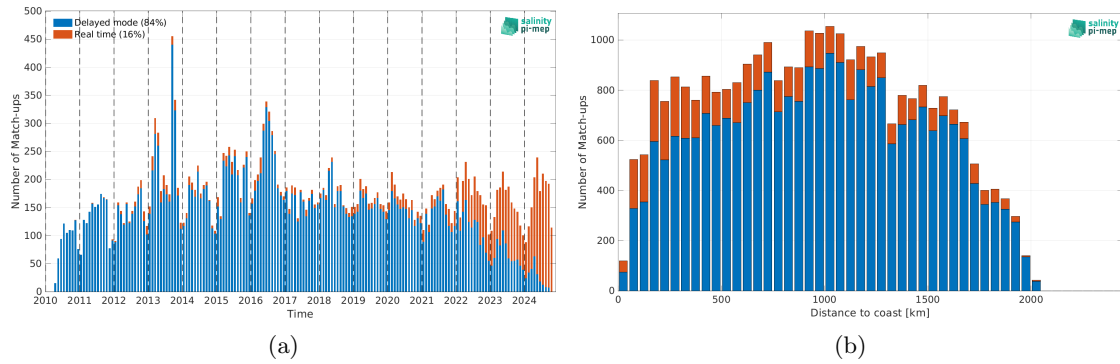 500
450
400
350
300
250
200
150
100
50
0
Number of Match-ups
Delayed mode (84%)
Real time (16%)
salinity
pi-mep
2010 2011 2012 2013 2014 2015 2016 2017 2018 2019 2020 2021 2022 2023 2024
Time
(a)
1000
800
600
400
200
0
Number of Match-ups
salinity
pi-mep
0 500 1000 1500 2000
Distance to coast [km]
(b)